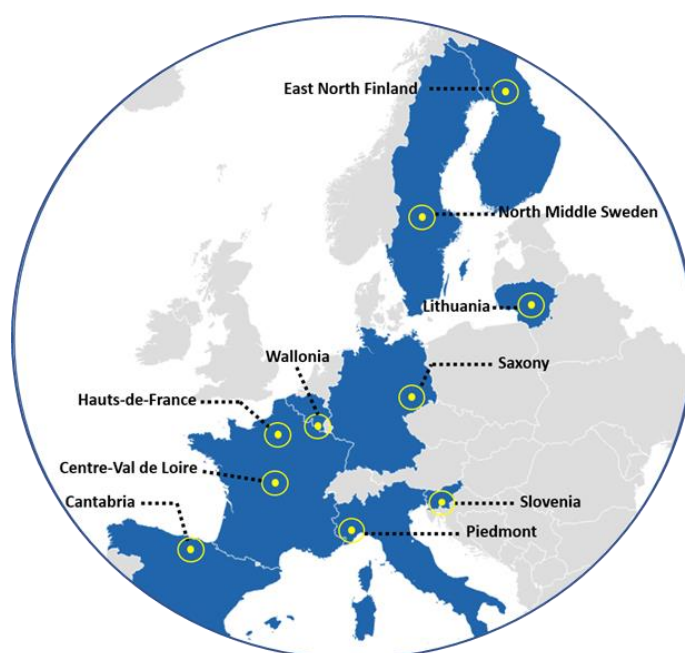 East North Finland
North Middle Sweden
Lithuania
Wallonia
Saxony
Hauts-de-France
Centre-Val de Loire
Cantabria
Slovenia
Piedmont